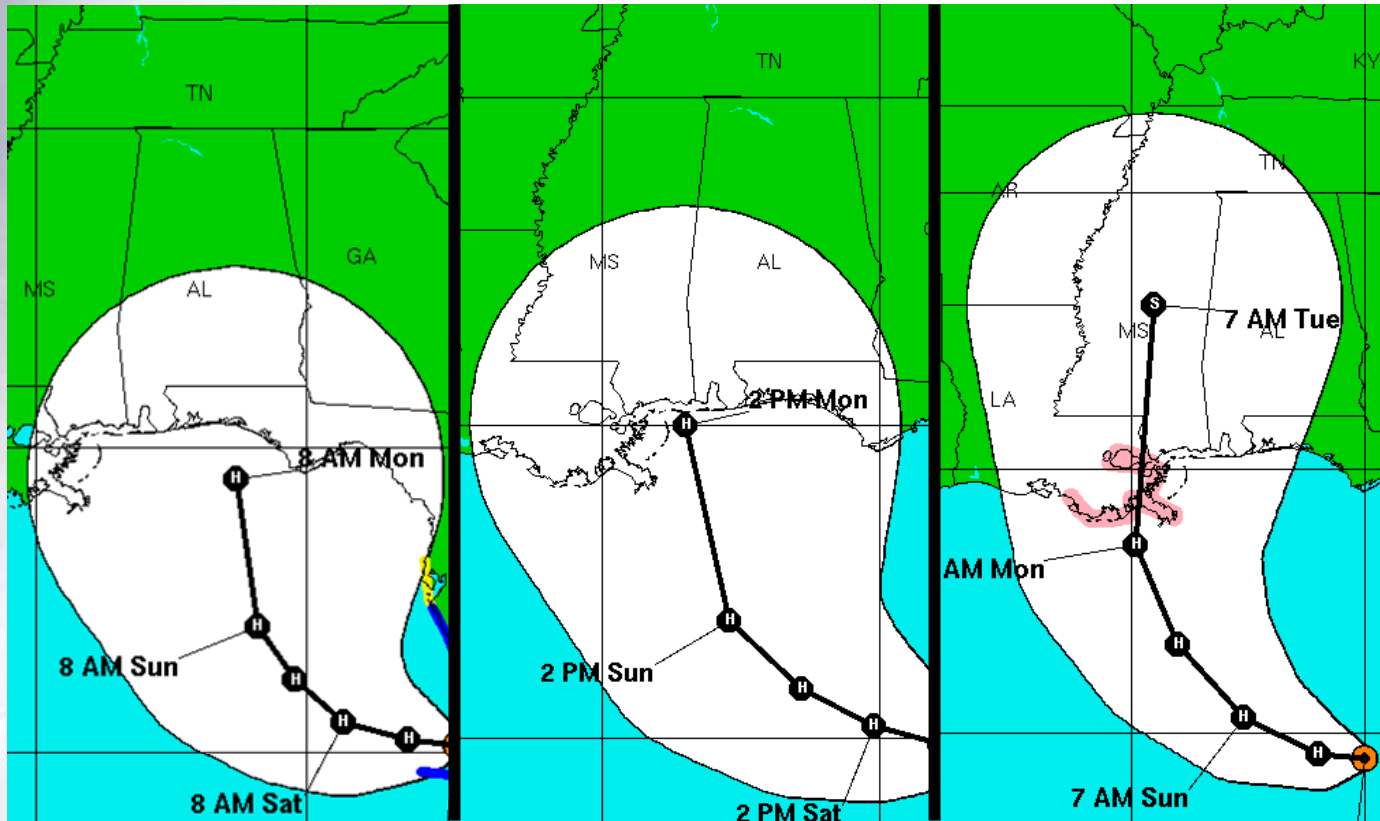 TN
GA
MS
AL
8 AM Mon
H
H
8 AM Sun
H
H
H
8 AM Sat
TN
MS
AL
2 PM Mon
H
H
2 PM Sun
H
H
2 PM Sat
KY
TN
AR
S
7 AM Tue
MS
AL
LA
H
AM Mon
H
H
H
7 AM Sun